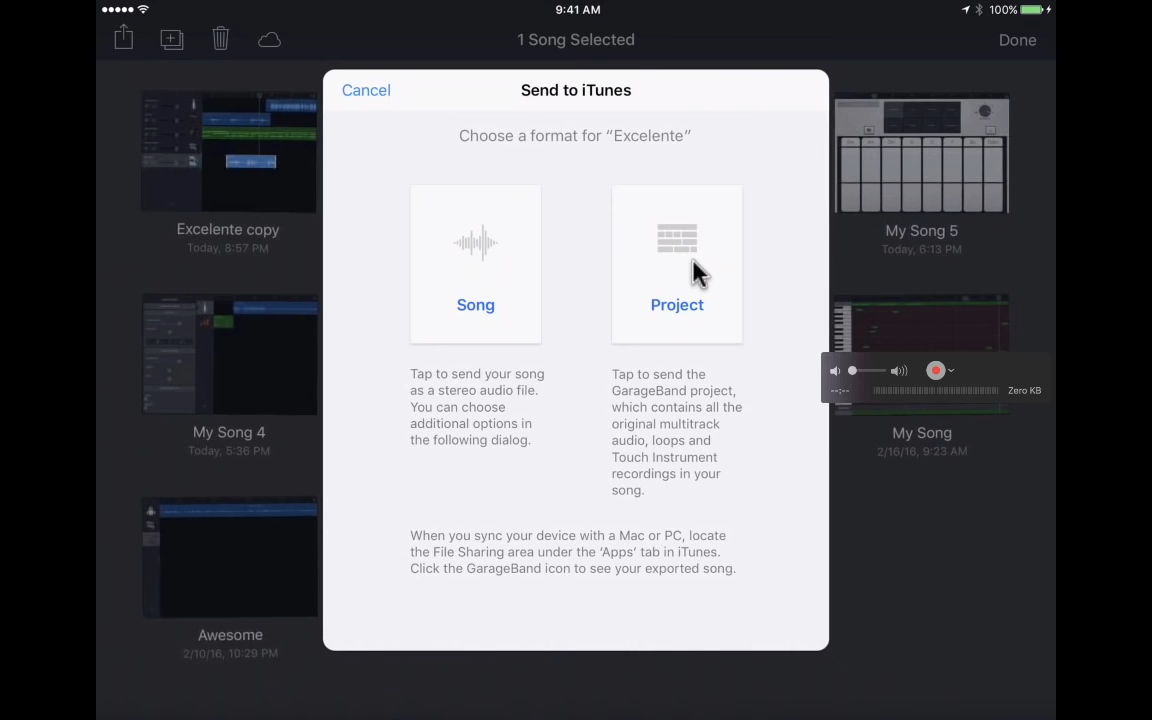 9:41 AM
100%
1 Song Selected
Done
Cancel
Send to iTunes
Choose a format for “Excelente”
Song
Project
Tap to send your song
as a stereo audio file.
You can choose
additional options in
the following dialog.
Tap to send the
GarageBand project,
which contains all the
original multitrack
audio, loops and
Touch Instrument
recordings in your
song.
When you sync your device with a Mac or PC, locate
the File Sharing area under the ‘Apps’ tab in iTunes.
Click the GarageBand icon to see your exported song.
Excelente copy
Today, 8:57 PM
My Song 5
Today, 6:13 PM
My Song 4
Today, 5:36 PM
--:--
Zero KB
My Song
2/16/16, 9:23 AM
Awesome
2/10/16, 10:29 PM